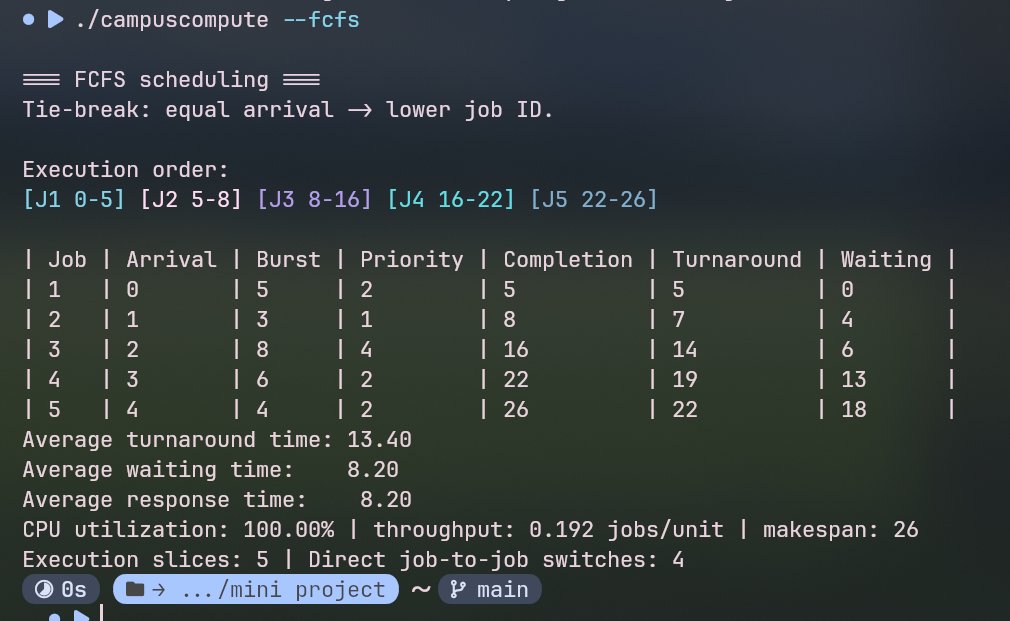 ./campuscompute --fcfs
=== FCFS scheduling ===
Tie-break: equal arrival -> lower job ID.
Execution order:
[J1 0-5] [J2 5-8] [J3 8-16] [J4 16-22] [J5 22-26]
| Job | Arrival | Burst | Priority | Completion | Turnaround | Waiting |
| 1 | 0 | 5 | 2 | 5 | 5 | 0 |
| 2 | 1 | 3 | 1 | 8 | 7 | 4 |
| 3 | 2 | 8 | 4 | 16 | 14 | 6 |
| 4 | 3 | 6 | 2 | 22 | 19 | 13 |
| 5 | 4 | 4 | 2 | 26 | 22 | 18 |
Average turnaround time: 13.40
Average waiting time: 8.20
Average response time: 8.20
CPU utilization: 100.00% | throughput: 0.192 jobs/unit | makespan: 26
Execution slices: 5 | Direct job-to-job switches: 4
0s → .../mini project ~ main